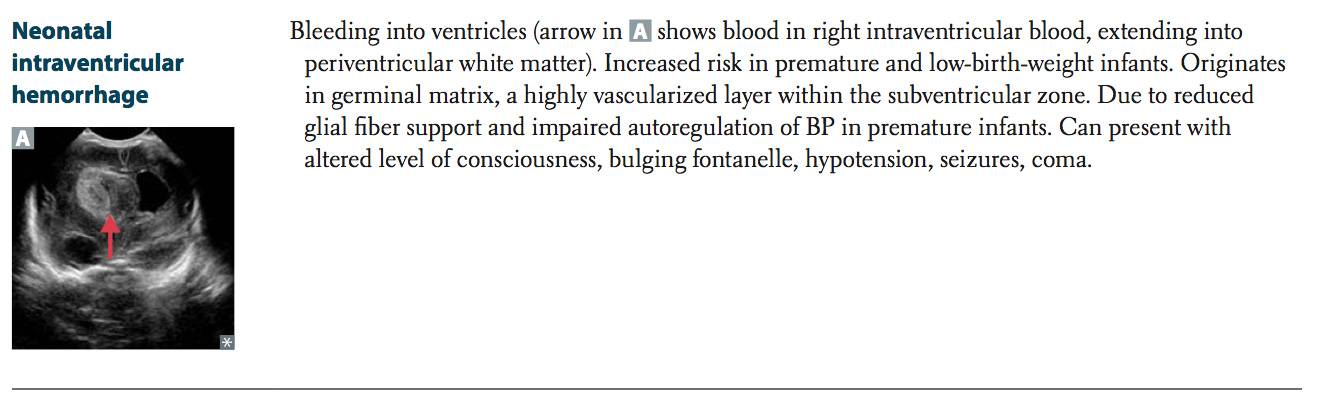 Neonatal
intraventricular
hemorrhage
A
Bleeding into ventricles (arrow in A shows blood in right intraventricular blood, extending into
periventricular white matter). Increased risk in premature and low-birth-weight infants. Originates
in germinal matrix, a highly vascularized layer within the subventricular zone. Due to reduced
glial fiber support and impaired autoregulation of BP in premature infants. Can present with
altered level of consciousness, bulging fontanelle, hypotension, seizures, coma.